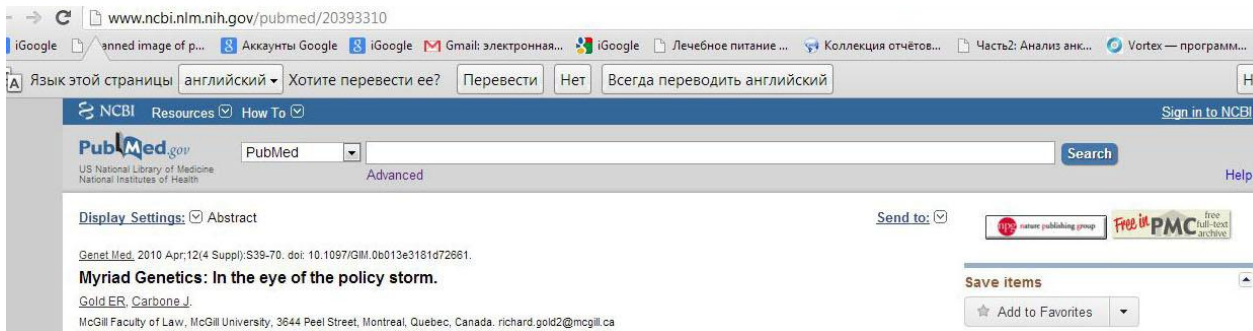 www.ncbi.nlm.nih.gov/pubmed/20393310
iGoogle anned image of p... Аккаунты Google iGoogle Gmail: электронная... iGoogle Лечебное питание ... Коллекция отчётов... Часть2: Анализ анк... Vortex — программ...
Язык этой страницы английский Хотите перевести ее? Перевести Нет Всегда переводить английский Н
NCBI Resources How To Sign in to NCBI
PubMed.gov PubMed Search
US National Library of Medicine
National Institutes of Health
Advanced Help
Display Settings: Abstract Send to:
npg nature publishing group Free in PMC free full-text archive
Genet Med. 2010 Apr;12(4 Suppl):S39-70. doi: 10.1097/GIM.0b013e3181d72661.
Myriad Genetics: In the eye of the policy storm.
Save items
Gold ER, Carbone J.
Add to Favorites
McGill Faculty of Law, McGill University, 3644 Peel Street, Montreal, Quebec, Canada. richard.gold2@mcgill.ca